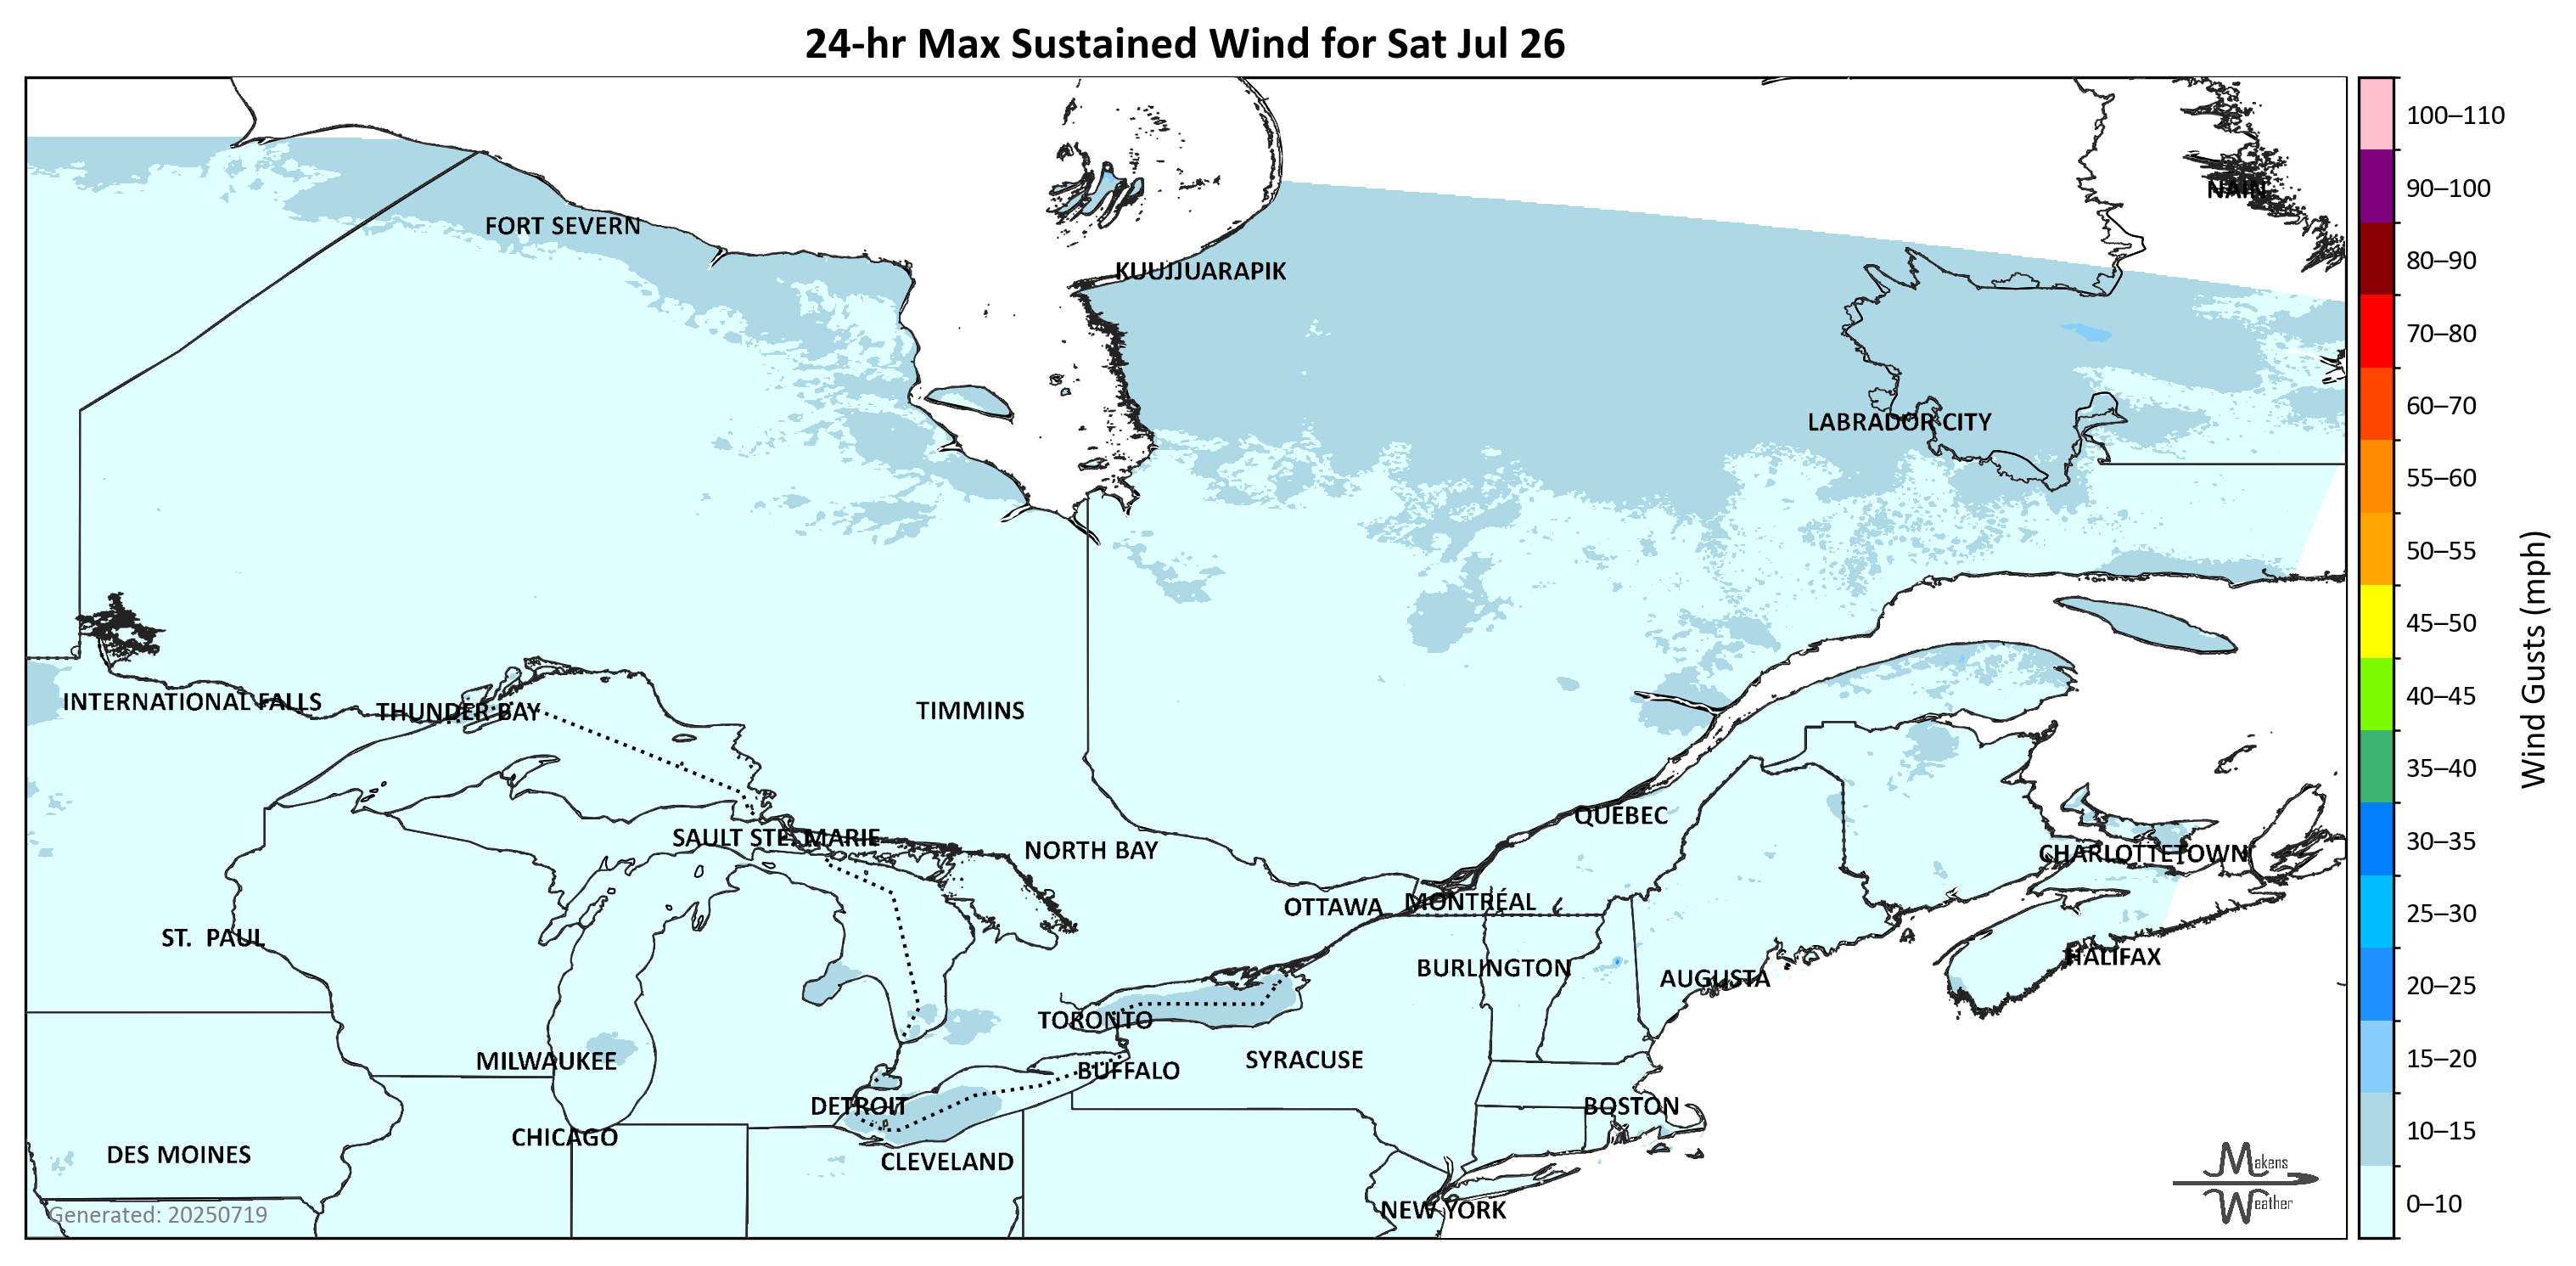 24-hr Max Sustained Wind for Sat Jul 26
100–110
90–100
80–90
70–80
60–70
55–60
50–55
45–50
40–45
35–40
30–35
25–30
20–25
15–20
10–15
0–10
Wind Gusts (mph)
NAIN
FORT SEVERN
KUUJJUARAPIK
LABRADOR CITY
INTERNATIONAL FALLS
THUNDER BAY
TIMMINS
QUÉBEC
SAULT STE. MARIE
NORTH BAY
CHARLOTTETOWN
OTTAWA
MONTRÉAL
ST. PAUL
HALIFAX
BURLINGTON
AUGUSTA
TORONTO
MILWAUKEE
SYRACUSE
BUFFALO
DETROIT
BOSTON
CHICAGO
DES MOINES
CLEVELAND
NEW YORK
Generated: 20250719
Makens
Weather